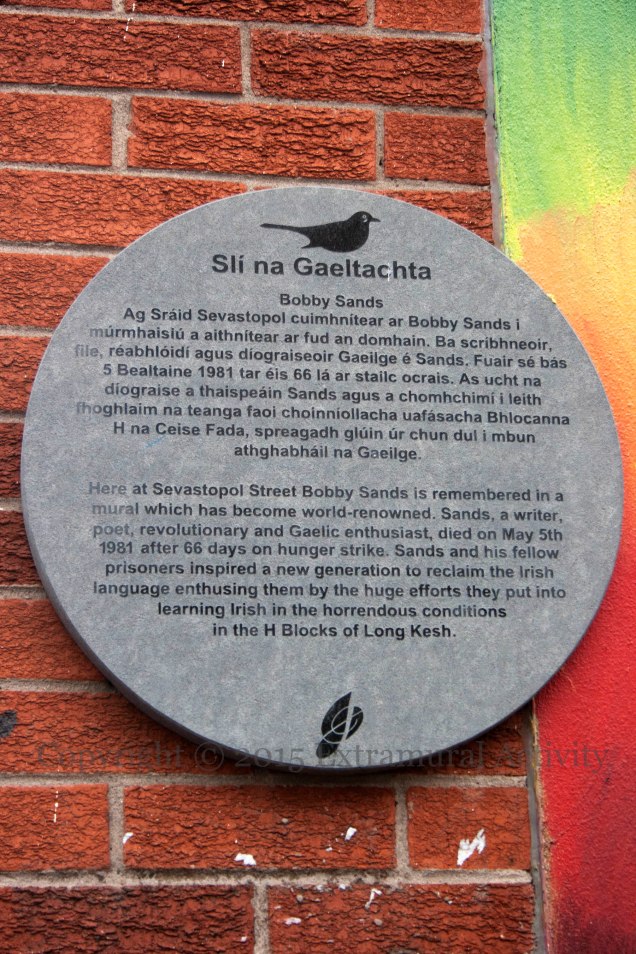 Slí na Gaeltachta
Bobby Sands
Ag Sráid Sevastopol cuimhnítear ar Bobby Sands i
múrmhaisiú a aithnítear ar fud an domhain. Ba scríbhneoir,
file, réabhlóidí agus díograiseoir Gaeilge é Sands. Fuair sé bás
5 Bealtaine 1981 tar éis 66 lá ar stailc ocrais. As ucht na
díograise a thaispeáin Sands agus a chomhchimí i leith
fhoghlaim na teanga faoi choinníollacha uafásacha Bhlocanna
H na Ceise Fada, spreagadh glúin úr chun dul i mbun
athghabháil na Gaeilge.
Here at Sevastopol Street Bobby Sands is remembered in a
mural which has become world-renowned. Sands, a writer,
poet, revolutionary and Gaelic enthusiast, died on May 5th
1981 after 66 days on hunger strike. Sands and his fellow
prisoners inspired a new generation to reclaim the Irish
language enthusing them by the huge efforts they put into
learning Irish in the horrendous conditions
in the H Blocks of Long Kesh.
Copyright © 2015 Extramural Activity